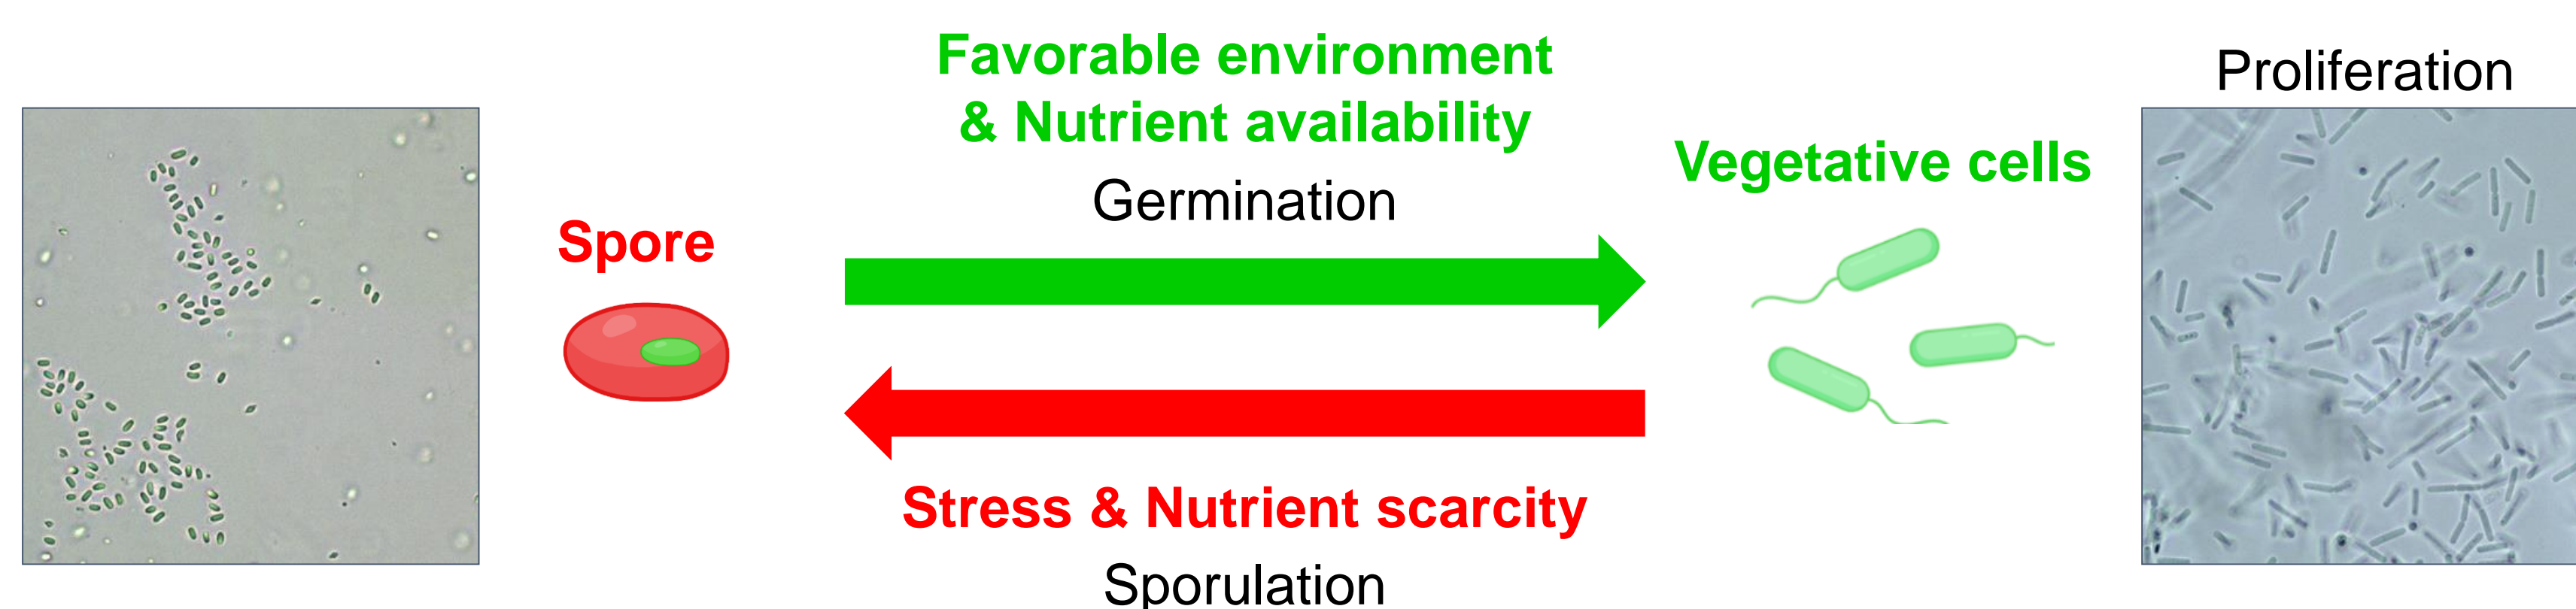 Favorable environment
& Nutrient availability
Germination
Spore
Vegetative cells
Proliferation
Stress & Nutrient scarcity
Sporulation